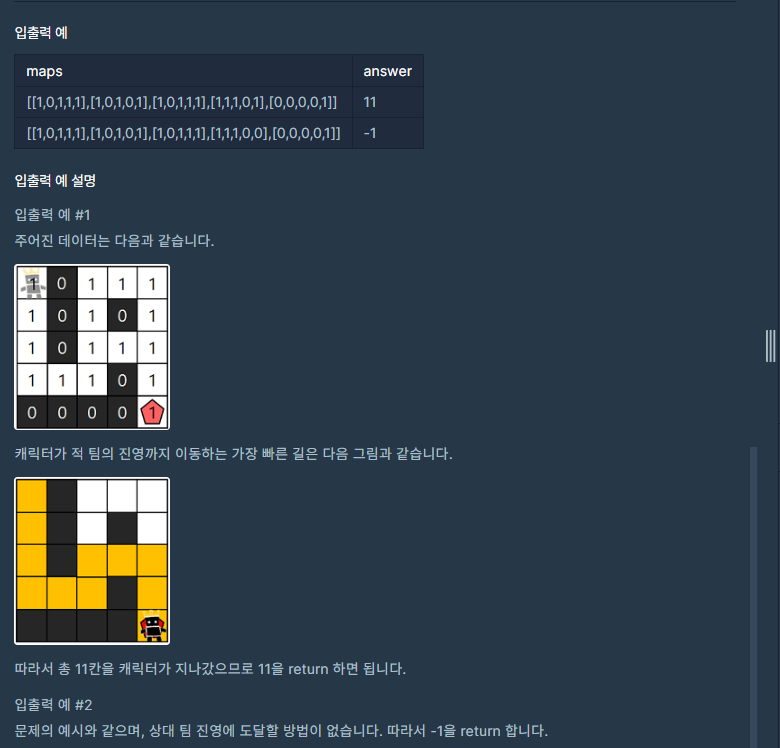 입출력 예
maps answer
[[1,0,1,1,1],[1,0,1,0,1],[1,0,1,1,1],[1,1,1,0,1],[0,0,0,0,1]] 11
[[1,0,1,1,1],[1,0,1,0,1],[1,0,1,1,1],[1,1,1,0,0],[0,0,0,0,1]] -1
입출력 예 설명
입출력 예 #1
주어진 데이터는 다음과 같습니다.
1 0 1 1 1
1 0 1 0 1
1 0 1 1 1
1 1 1 0 1
0 0 0 0 1
캐릭터가 적 팀의 진영까지 이동하는 가장 빠른 길은 다음 그림과 같습니다.
따라서 총 11칸을 캐릭터가 지나갔으므로 11을 return 하면 됩니다.
입출력 예 #2
문제의 예시와 같으며, 상대 팀 진영에 도달할 방법이 없습니다. 따라서 -1을 return 합니다.